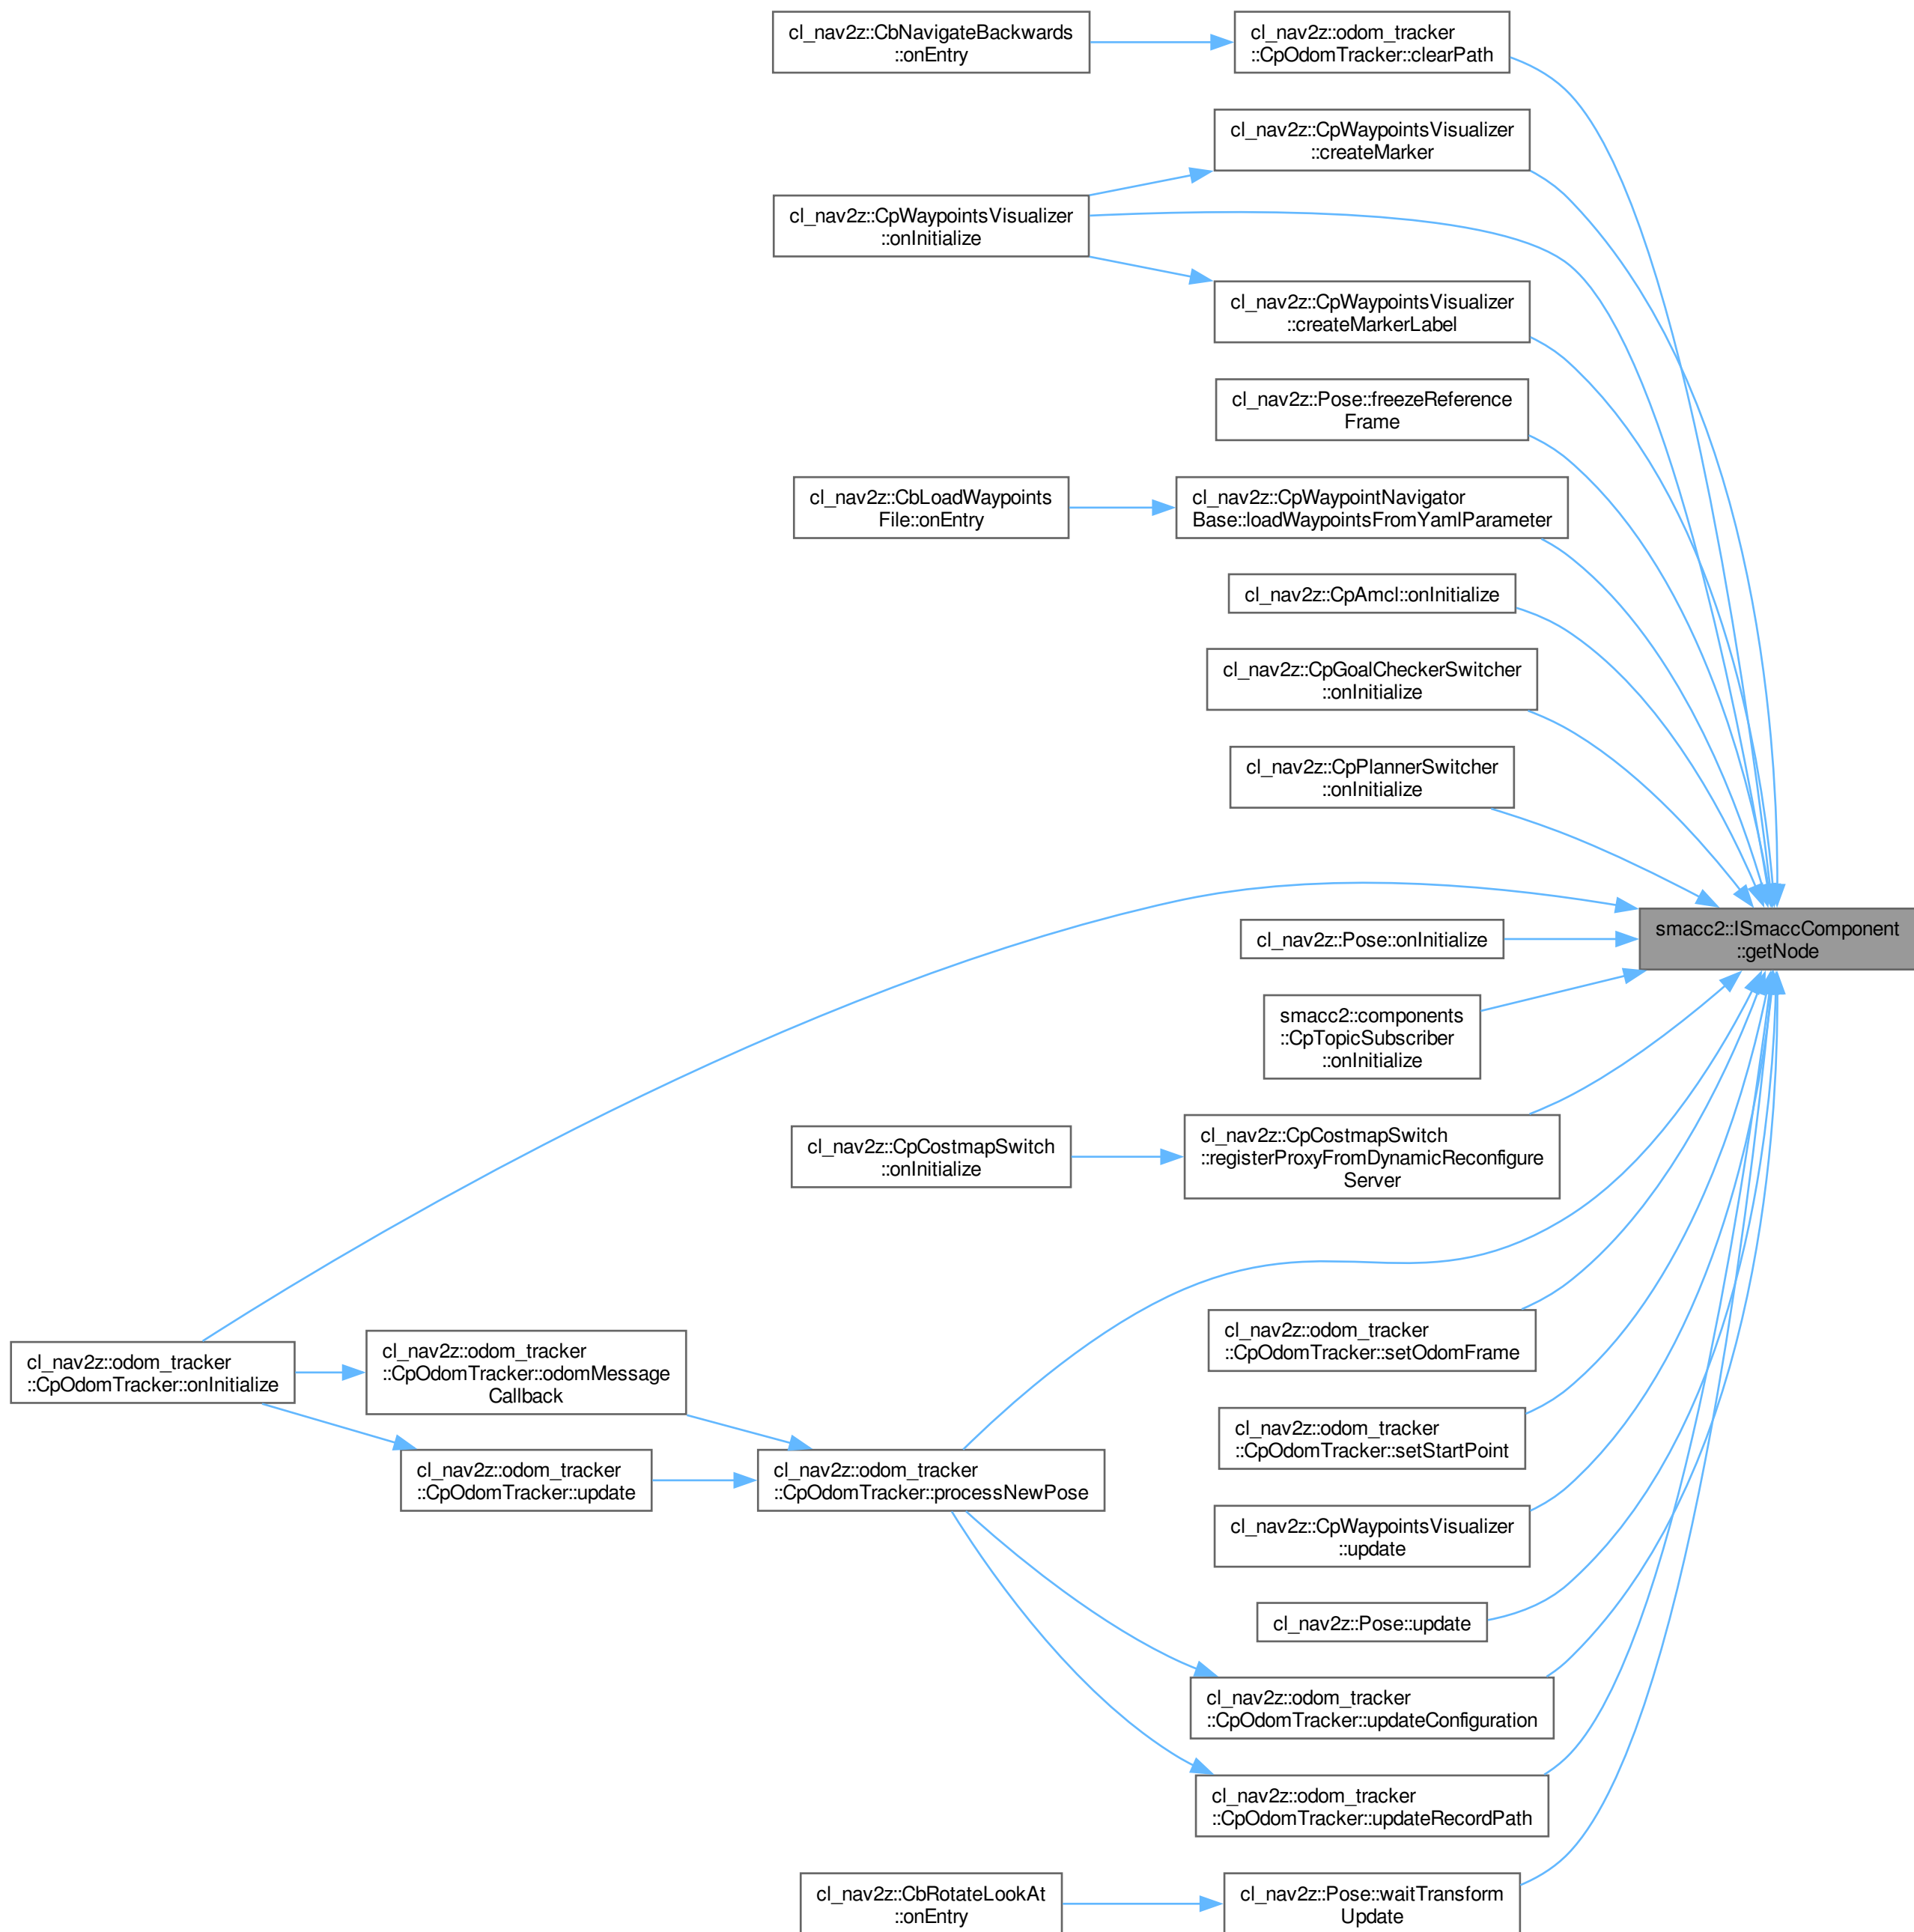 cl_nav2z::CbNavigateBackwards
::onEntry
cl_nav2z::odom_tracker
::CpOdomTracker::clearPath
cl_nav2z::CpWaypointsVisualizer
::createMarker
cl_nav2z::CpWaypointsVisualizer
::onInitialize
cl_nav2z::CpWaypointsVisualizer
::createMarkerLabel
cl_nav2z::Pose::freezeReference
Frame
cl_nav2z::CbLoadWaypoints
File::onEntry
cl_nav2z::CpWaypointNavigator
Base::loadWaypointsFromYamlParameter
cl_nav2z::CpAmcl::onInitialize
cl_nav2z::CpGoalCheckerSwitcher
::onInitialize
cl_nav2z::CpPlannerSwitcher
::onInitialize
smacc2::ISmaccComponent
::getNode
cl_nav2z::Pose::onInitialize
smacc2::components
::CpTopicSubscriber
::onInitialize
cl_nav2z::CpCostmapSwitch
::onInitialize
cl_nav2z::CpCostmapSwitch
::registerProxyFromDynamicReconfigure
Server
cl_nav2z::odom_tracker
::CpOdomTracker::setOdomFrame
cl_nav2z::odom_tracker
::CpOdomTracker::onInitialize
cl_nav2z::odom_tracker
::CpOdomTracker::odomMessage
Callback
cl_nav2z::odom_tracker
::CpOdomTracker::setStartPoint
cl_nav2z::odom_tracker
::CpOdomTracker::update
cl_nav2z::odom_tracker
::CpOdomTracker::processNewPose
cl_nav2z::CpWaypointsVisualizer
::update
cl_nav2z::Pose::update
cl_nav2z::odom_tracker
::CpOdomTracker::updateConfiguration
cl_nav2z::odom_tracker
::CpOdomTracker::updateRecordPath
cl_nav2z::CbRotateLookAt
::onEntry
cl_nav2z::Pose::waitTransform
Update